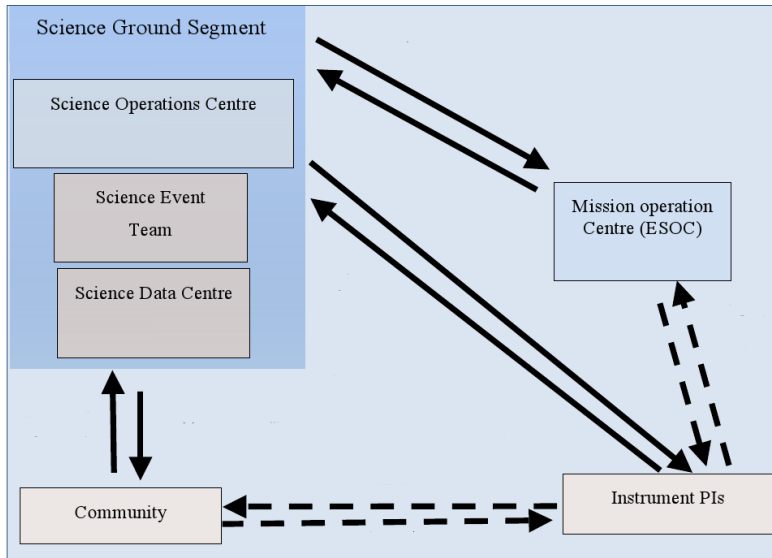 Science Ground Segment
Science Operations Centre
Science Event
Team
Science Data Centre
Mission operation
Centre (ESOC)
Community
Instrument PIs